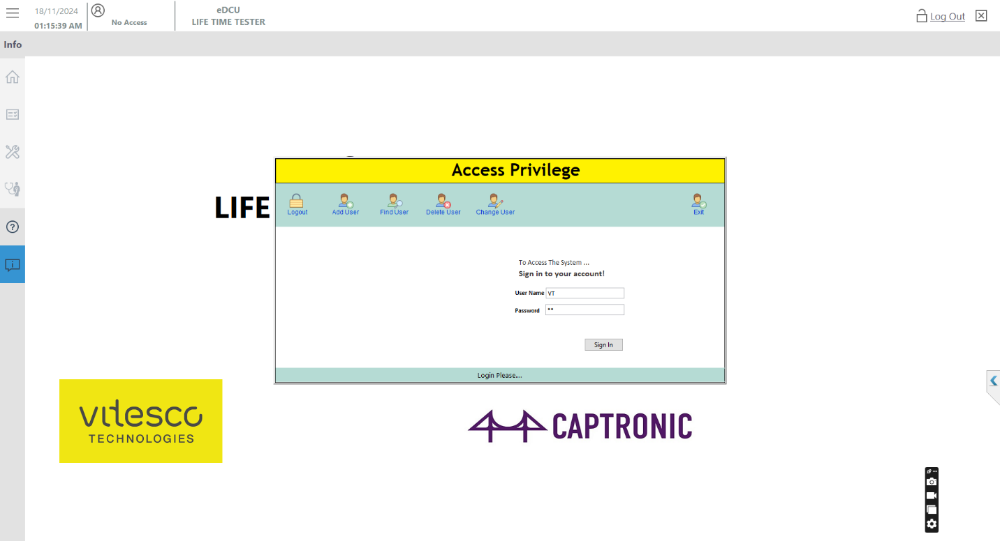 18/11/2024
01:15:39 AM
No Access
eDCU
LIFE TIME TESTER
Log Out
Info
Access Privilege
Logout
Add User
Find User
Delete User
Change User
Exit
LIFE
To Access The System ...
Sign in to your account!
User Name VT
Password **
Sign In
Login Please....
vitesco
TECHNOLOGIES
CAPTRONIC